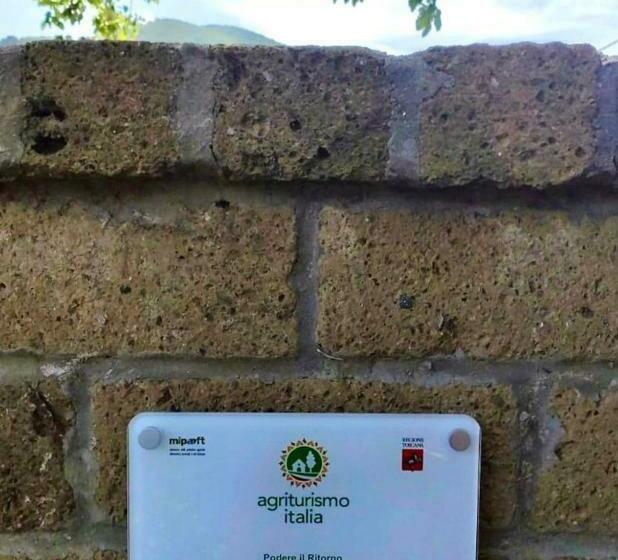 mipaaft
REGIONE
TOSCANA
agriturismo
italia
Podere il Ritorno